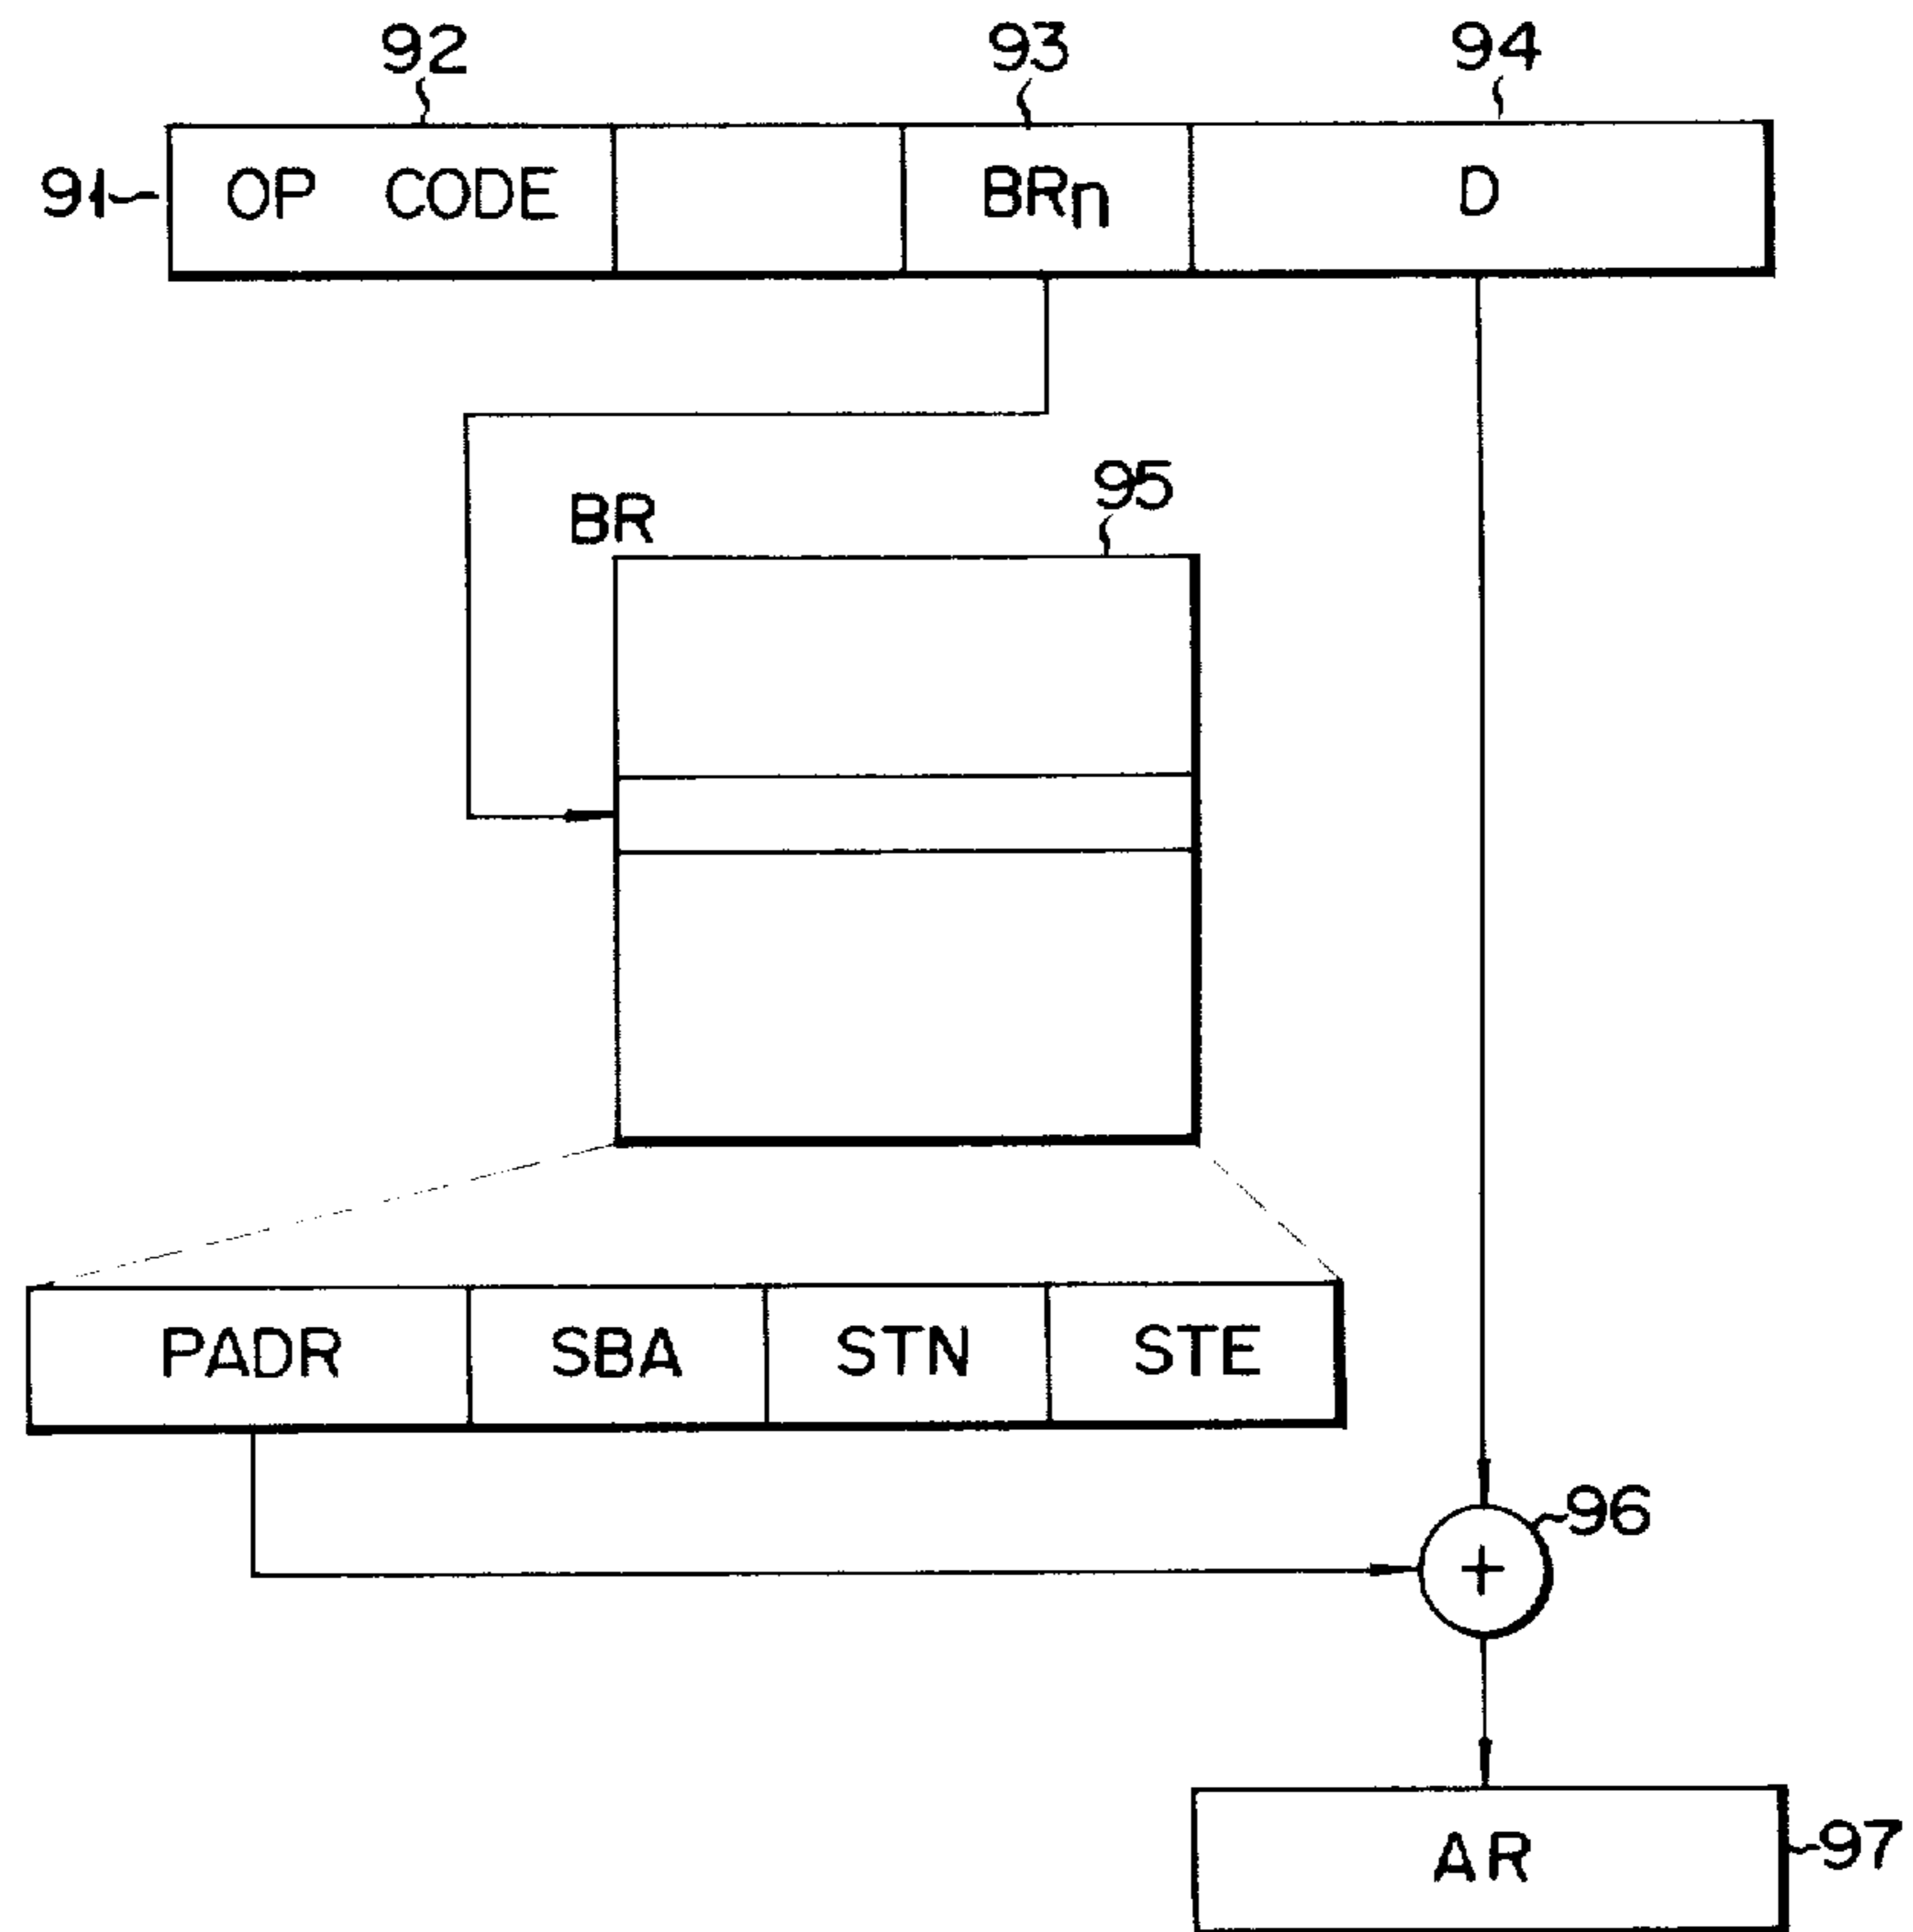 92 93 94
91 OP CODE BRn D
95
BR
PADR SBA STN STE
96
+
AR 97